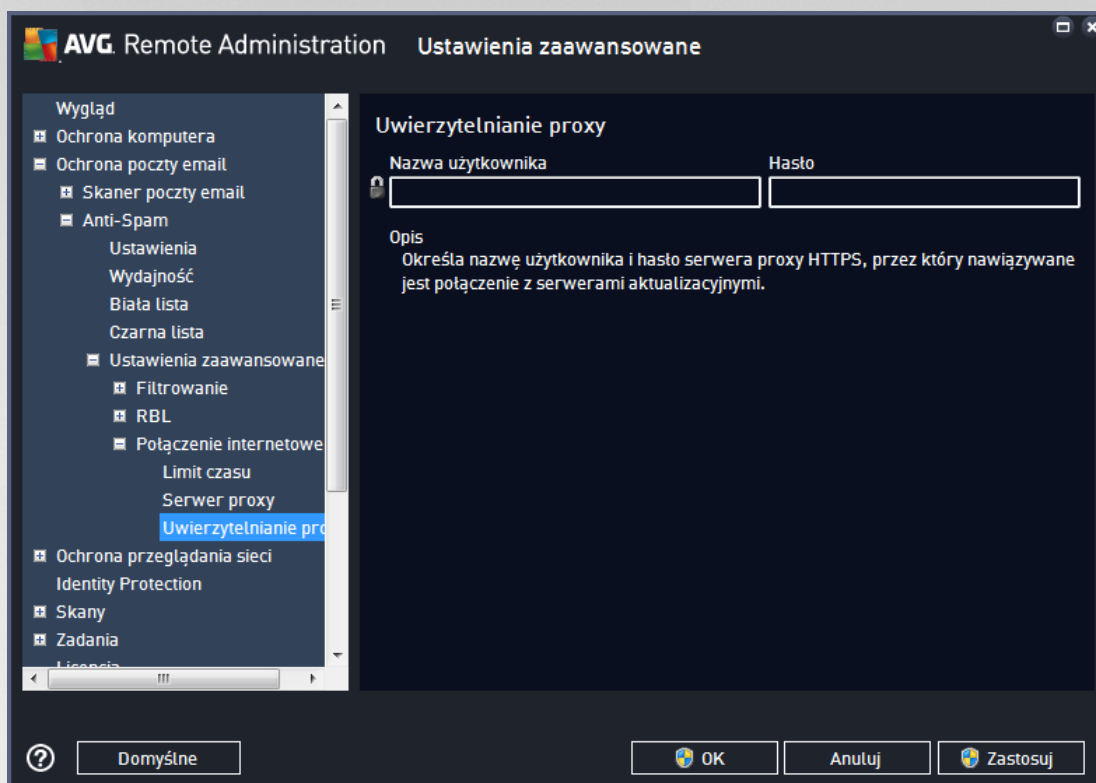 AVG. Remote Administration
Ustawienia zaawansowane
Wygląd
Ochrona komputera
Ochrona poczty email
Skaner poczty email
Anti-Spam
Ustawienia
Wydajność
Biała lista
Czarna lista
Ustawienia zaawansowane
Filtrowanie
RBL
Połączenie internetowe
Limit czasu
Serwer proxy
Uwierzytelnianie pro
Ochrona przeglądania sieci
Identity Protection
Skany
Zadania
Licencja
Uwierzytelnianie proxy
Nazwa użytkownika
Hasło
Opis
Określa nazwę użytkownika i hasło serwera proxy HTTPS, przez który nawiązywane
jest połączenie z serwerami aktualizacyjnymi.
Domyślne
OK
Anuluj
Zastosuj